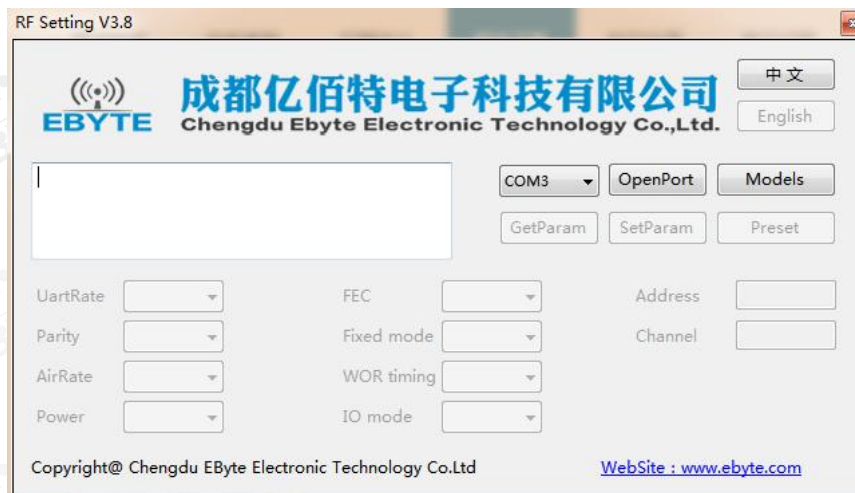 RF Setting V3.8
中文
EBYTE
成都亿佰特电子科技有限公司
Chengdu Ebyte Electronic Technology Co.,Ltd.
English
COM3 OpenPort Models
GetParam SetParam Preset
UartRate FEC Address
Parity Fixed mode Channel
AirRate WOR timing
Power IO mode
Copyright@ Chengdu EByte Electronic Technology Co.Ltd WebSite : www.ebyte.com